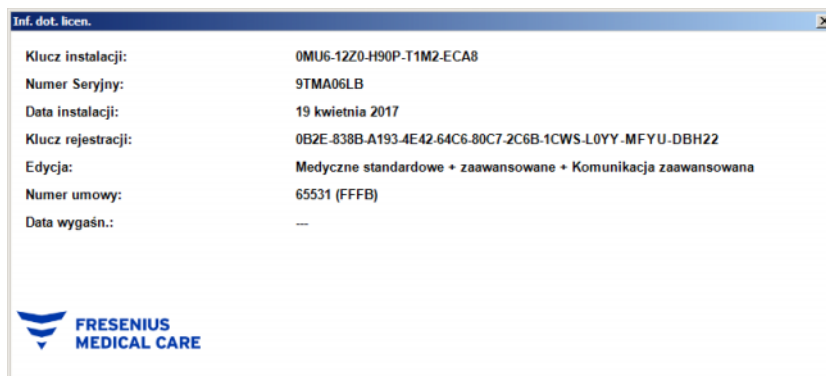 Inf. dot. licen.
Klucz instalacji: 0MU6-12Z0-H90P-T1M2-ECA8
Numer Seryjny: 9TMA06LB
Data instalacji: 19 kwietnia 2017
Klucz rejestracji: 0B2E-838B-A193-4E42-64C6-80C7-2C6B-1CWS-L0YY-MFYU-DBH22
Edycja: Medyczne standardowe + zaawansowane + Komunikacja zaawansowana
Numer umowy: 65531 (FFFB)
Data wygaśn.: ---
FRESENIUS
MEDICAL CARE